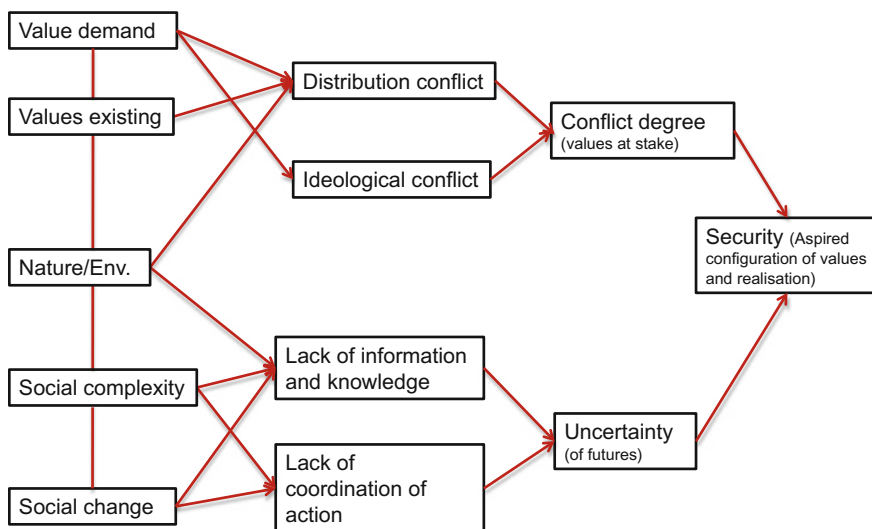 Value demand
Values existing
Nature/Env.
Social complexity
Social change
Distribution conflict
Ideological conflict
Lack of information
and knowledge
Lack of
coordination of
action
Conflict degree
(values at stake)
Uncertainty
(of futures)
Security (Aspired
configuration of values
and realisation)